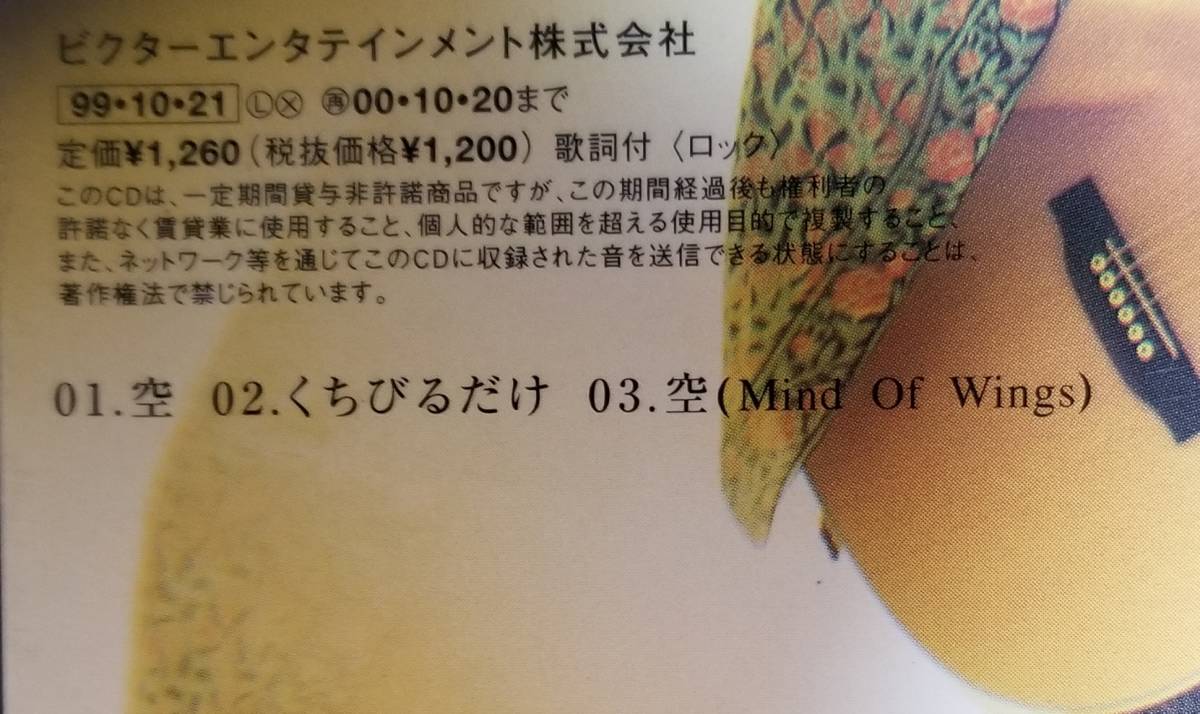 ビクターエンタテインメント株式会社
99・10・21 Ⓛ Ⓧ ㊢00・10・20まで
定価¥1,260(税抜価格¥1,200) 歌詞付 〈ロック〉
このCDは、一定期間貸与非許諾商品ですが、この期間経過後も権利者の
許諾なく賃貸業に使用すること、個人的な範囲を超える使用目的で複製すること、
また、ネットワーク等を通じてこのCDに収録された音を送信できる状態にすることは、
著作権法で禁じられています。
01.空 02.くちびるだけ 03.空(Mind Of Wings)